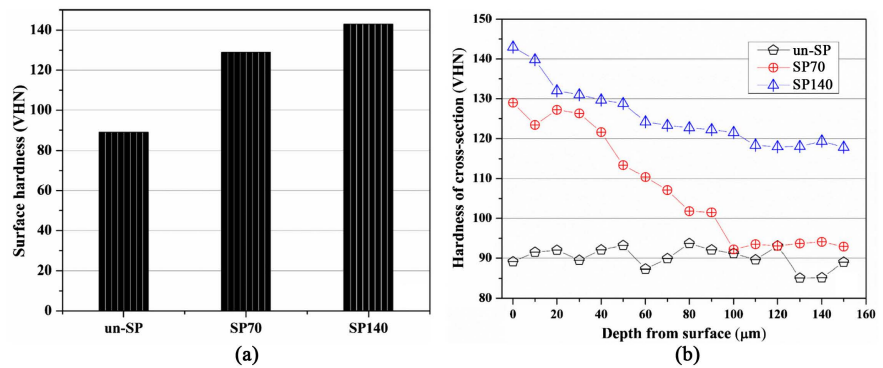 Surface hardness (VHN)
140
120
100
80
60
40
20
0
un-SP
SP70
SP140
(a)
Hardness of cross-section (VHN)
150
140
130
120
110
100
90
80
un-SP
SP70
SP140
0
20
40
60
80
100
120
140
160
Depth from surface (μm)
(b)